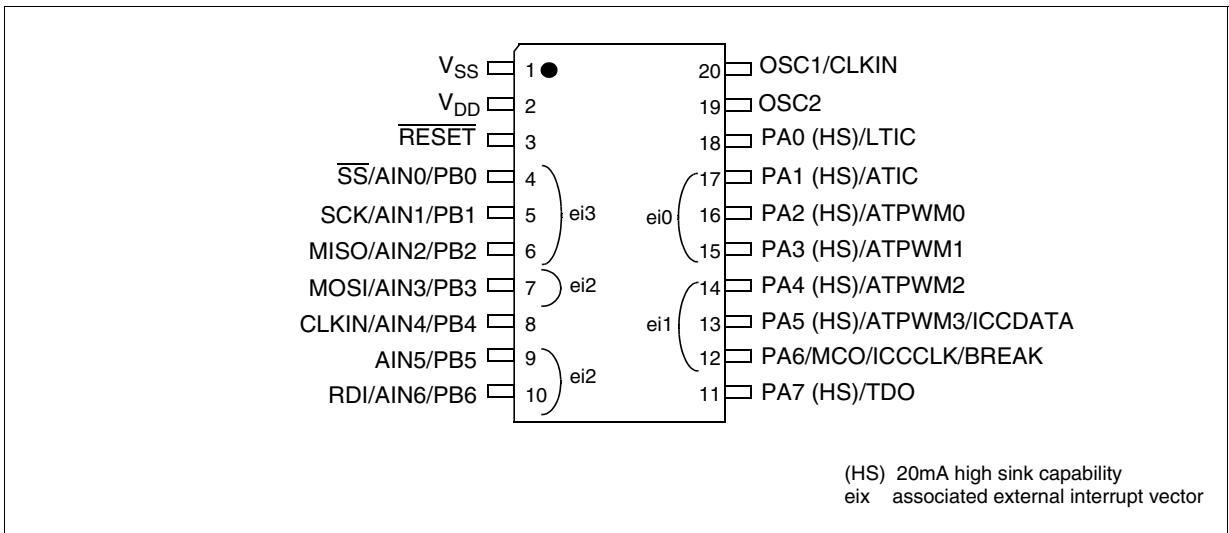 V_SS 1 20 OSC1/CLKIN
V_DD 2 19 OSC2
R̅E̅S̅E̅T̅ 3 18 PA0 (HS)/LTIC
S̅S̅/AIN0/PB0 4 17 PA1 (HS)/ATIC
SCK/AIN1/PB1 5 ei3 ei0 16 PA2 (HS)/ATPWM0
MISO/AIN2/PB2 6 15 PA3 (HS)/ATPWM1
MOSI/AIN3/PB3 7 ei2 14 PA4 (HS)/ATPWM2
CLKIN/AIN4/PB4 8 ei1 13 PA5 (HS)/ATPWM3/ICCDATA
AIN5/PB5 9 12 PA6/MCO/ICCCLK/BREAK
ei2
RDI/AIN6/PB6 10 11 PA7 (HS)/TDO
(HS) 20mA high sink capability
eix associated external interrupt vector